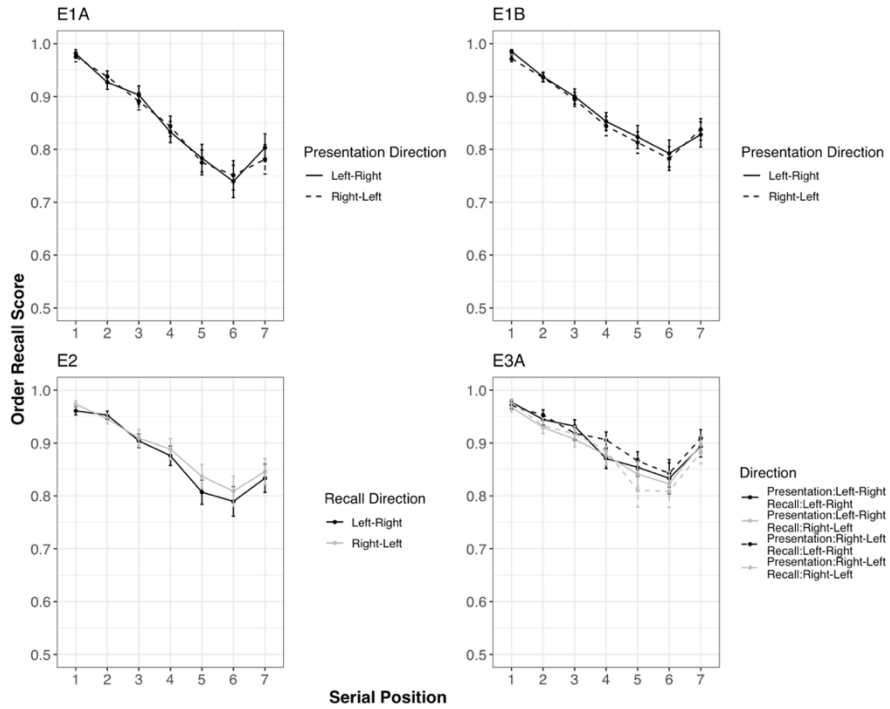 E1A
1.0
0.9
0.8
0.7
0.6
0.5
1 2 3 4 5 6 7
Presentation Direction
Left-Right
Right-Left
E1B
1.0
0.9
0.8
0.7
0.6
0.5
1 2 3 4 5 6 7
Presentation Direction
Left-Right
Right-Left
Order Recall Score
E2
1.0
0.9
0.8
0.7
0.6
0.5
1 2 3 4 5 6 7
Recall Direction
Left-Right
Right-Left
E3A
1.0
0.9
0.8
0.7
0.6
0.5
1 2 3 4 5 6 7
Direction
Presentation:Left-Right
Recall:Left-Right
Presentation:Left-Right
Recall:Right-Left
Presentation:Right-Left
Recall:Left-Right
Presentation:Right-Left
Recall:Right-Left
Serial Position